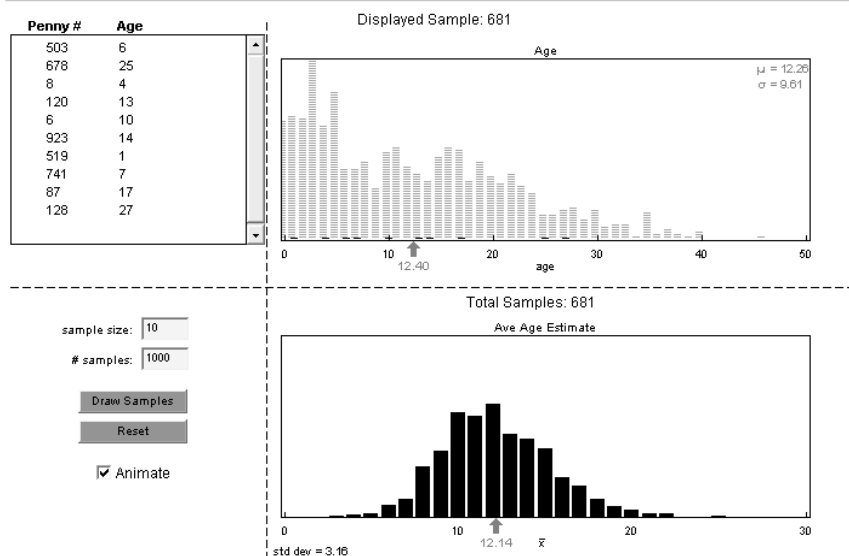 Displayed Sample: 681
Penny # Age
503 6
678 25
8 4
120 13
6 10
923 14
519 1
741 7
87 17
128 27
Age
μ = 12.26
σ = 9.61
0 10 20 30 40 50
12.40
age
Total Samples: 681
Ave Age Estimate
sample size: 10
# samples: 1000
Draw Samples
Reset
Animate
0 10 20 30
12.14
x̅
std dev = 3.16